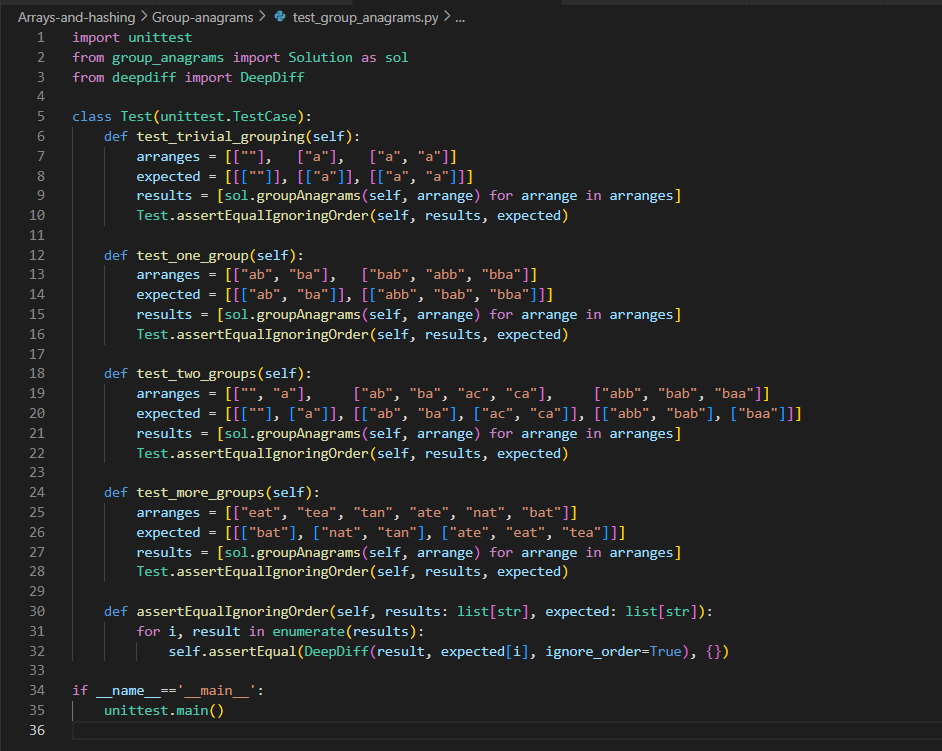 Arrays-and-hashing > Group-anagrams > test_group_anagrams.py > ...
1 import unittest
2 from group_anagrams import Solution as sol
3 from deepdiff import DeepDiff
4
5 class Test(unittest.TestCase):
6     def test_trivial_grouping(self):
7         arranges = [[""],   ["a"],   ["a", "a"]]
8         expected = [[[""]], [["a"]], [["a", "a"]]]
9         results = [sol.groupAnagrams(self, arrange) for arrange in arranges]
10         Test.assertEqualIgnoringOrder(self, results, expected)
11
12     def test_one_group(self):
13         arranges = [["ab", "ba"],   ["bab", "abb", "bba"]]
14         expected = [[["ab", "ba"]], [["abb", "bab", "bba"]]]
15         results = [sol.groupAnagrams(self, arrange) for arrange in arranges]
16         Test.assertEqualIgnoringOrder(self, results, expected)
17
18     def test_two_groups(self):
19         arranges = [["", "a"],     ["ab", "ba", "ac", "ca"],     ["abb", "bab", "baa"]]
20         expected = [[[""], ["a"]], [["ab", "ba"], ["ac", "ca"]], [["abb", "bab"], ["baa"]]]
21         results = [sol.groupAnagrams(self, arrange) for arrange in arranges]
22         Test.assertEqualIgnoringOrder(self, results, expected)
23
24     def test_more_groups(self):
25         arranges = [["eat", "tea", "tan", "ate", "nat", "bat"]]
26         expected = [[["bat"], ["nat", "tan"], ["ate", "eat", "tea"]]]
27         results = [sol.groupAnagrams(self, arrange) for arrange in arranges]
28         Test.assertEqualIgnoringOrder(self, results, expected)
29
30     def assertEqualIgnoringOrder(self, results: list[str], expected: list[str]):
31         for i, result in enumerate(results):
32             self.assertEqual(DeepDiff(result, expected[i], ignore_order=True), {})
33
34 if __name__=='__main__':
35     unittest.main()
36